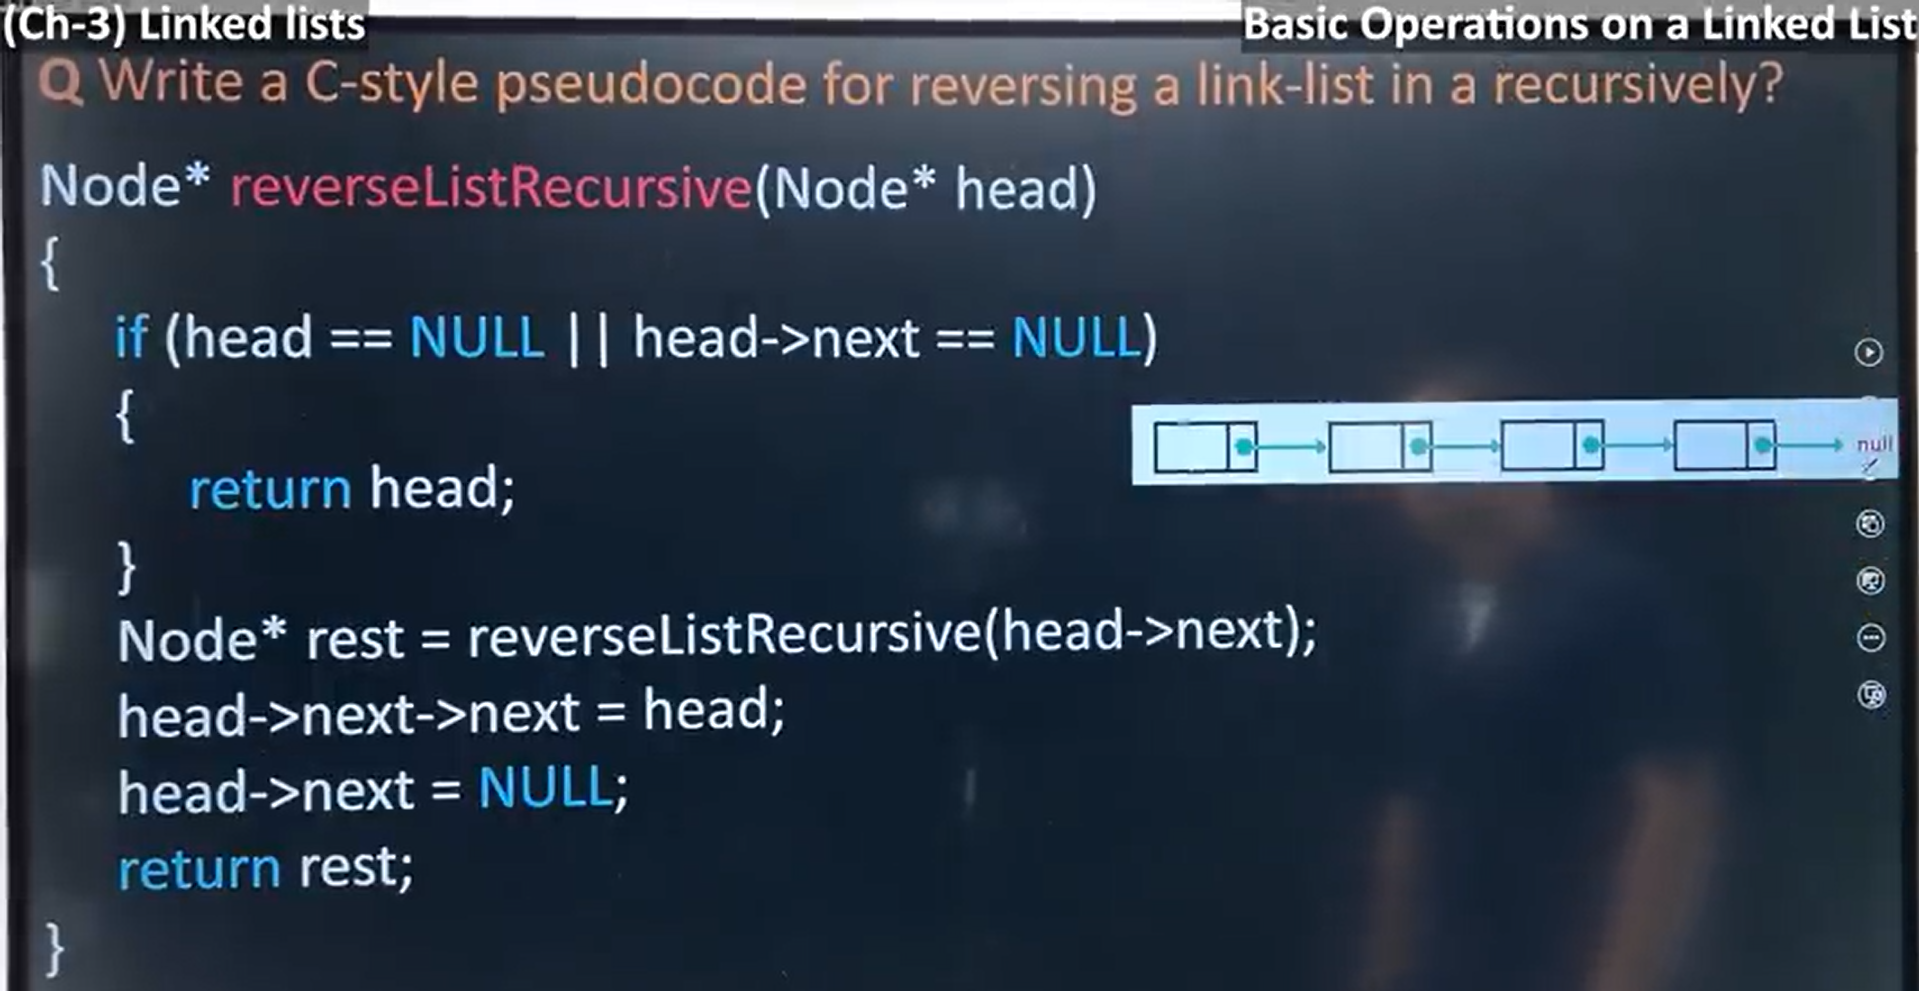 (Ch-3) Linked lists
Basic Operations on a Linked List
Q Write a C-style pseudocode for reversing a link-list in a recursively?
Node* reverseListRecursive(Node* head)
{
if (head == NULL || head->next == NULL)
{
return head;
}
null
Node* rest = reverseListRecursive(head->next);
head->next->next = head;
head->next = NULL;
return rest;
}